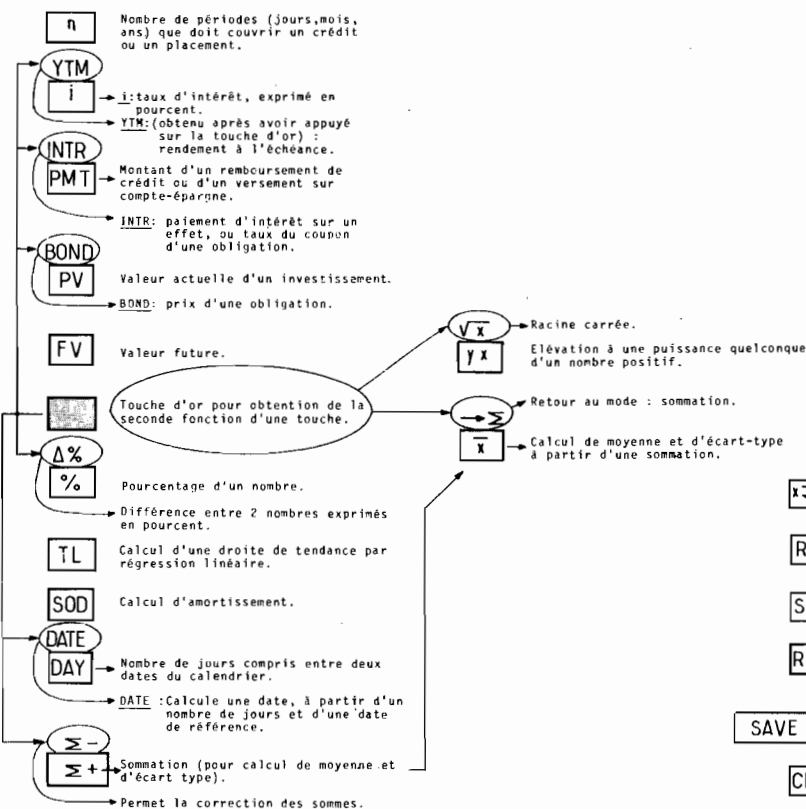 n
Nombre de périodes (jours,mois,
ans) que doit couvrir un crédit
ou un placement.
YTM
i
i:taux d'intérêt, exprimé en
pourcent.
YTM:(obtenu après avoir appuyé
sur la touche d'or) :
rendement à l'échéance.
INTR
PMT
Montant d'un remboursement de
crédit ou d'un versement sur
compte-épargne.
INTR: paiement d'intérêt sur un
effet, ou taux du coupon
d'une obligation.
BOND
PV
Valeur actuelle d'un investissement.
BOND: prix d'une obligation.
FV
Valeur future.
Touche d'or pour obtention de la
seconde fonction d'une touche.
Δ%
%
Pourcentage d'un nombre.
Différence entre 2 nombres exprimés
en pourcent.
TL
Calcul d'une droite de tendance par
régression linéaire.
SOD
Calcul d'amortissement.
DATE
DAY
Nombre de jours compris entre deux
dates du calendrier.
DATE :Calcule une date, à partir d'un
nombre de jours et d'une date
de référence.
Σ-
Σ+
Sommation (pour calcul de moyenne et
d'écart type).
Permet la correction des sommes.
√x
Racine carrée.
y x
Elévation à une puissance quelconque
d'un nombre positif.
→Σ
Retour au mode : sommation.
x̄
Calcul de moyenne et d'écart-type
à partir d'une sommation.
R
S
R
SAVE